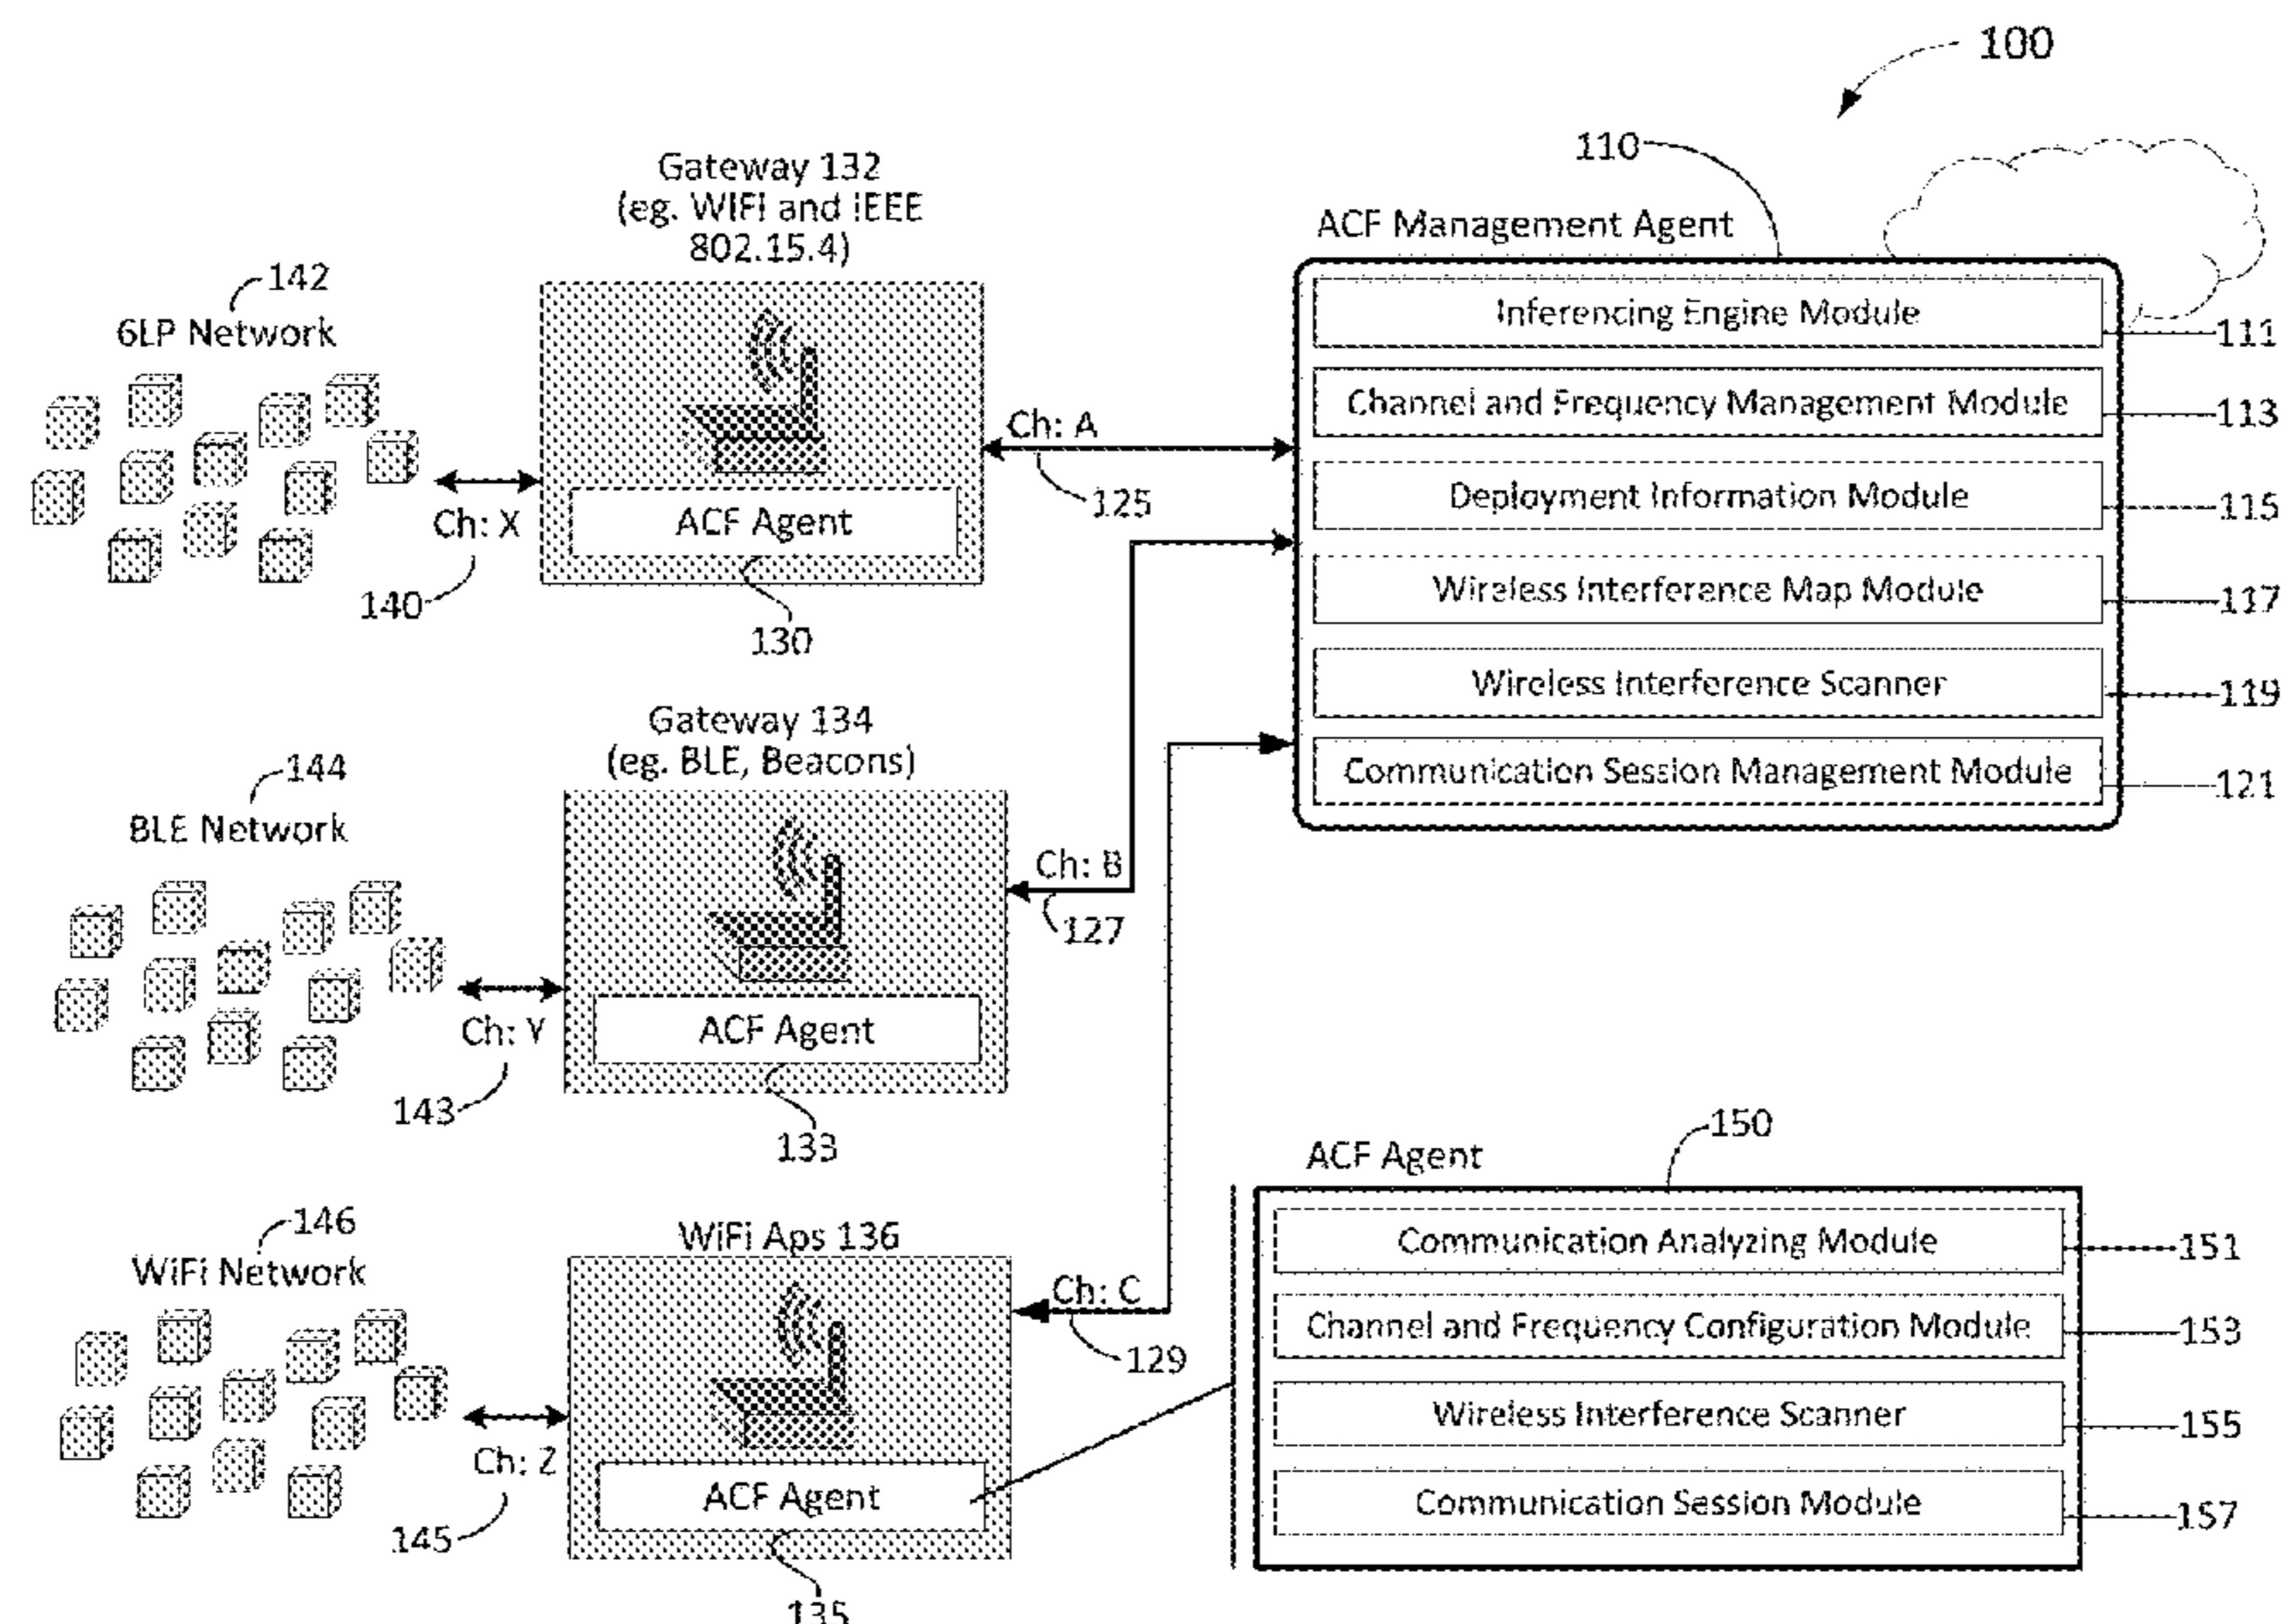 100
110
ACF Management Agent
Inferencing Engine Module
111
Channel and Frequency Management Module
113
Deployment Information Module
115
Wireless Interferance Map Module
117
Wireless Interference Scanner
119
Communication Session Management Module
121
Gateway 132
(eg. WIFI and IEEE
802.15.4)
142
6LP Network
Ch: X
140
ACF Agent
130
Ch: A
125
Gateway 134
(eg. BLE, Beacons)
144
BLE Network
Ch: Y
143
ACF Agent
133
Ch: B
127
WiFi Aps 136
146
WiFi Network
Ch: Z
145
ACF Agent
135
Ch: C
129
150
ACF Agent
Communication Analyzing Module
151
Channel and Frequency Configuration Module
153
Wireless Interference Scanner
155
Communication Session Module
157